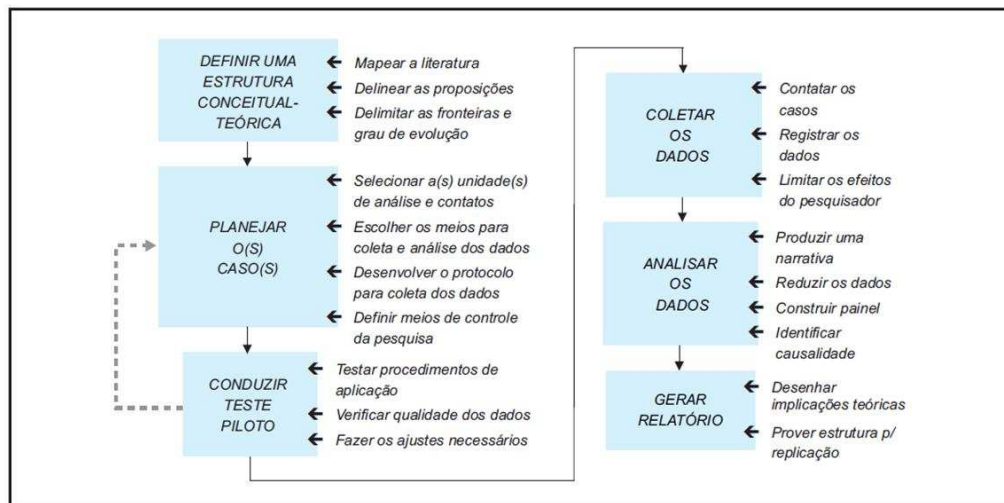 DEFINIR UMA
ESTRUTURA
CONCEITUAL-
TEÓRICA
Mapear a literatura
Delinear as proposições
Delimitar as fronteiras e
grau de evolução
PLANEJAR
O(S)
CASO(S)
Selecionar a(s) unidade(s)
de análise e contatos
Escolher os meios para
coleta e análise dos dados
Desenvolver o protocolo
para coleta dos dados
Definir meios de controle
da pesquisa
CONDUZIR
TESTE
PILOTO
Testar procedimentos de
aplicação
Verificar qualidade dos dados
Fazer os ajustes necessários
COLETAR
OS
DADOS
Contatar os
casos
Registrar os
dados
Limitar os efeitos
do pesquisador
ANALISAR
OS
DADOS
Produzir uma
narrativa
Reduzir os dados
Construir painel
Identificar
causalidade
GERAR
RELATÓRIO
Desenhar
implicações teóricas
Prover estrutura p/
replicação